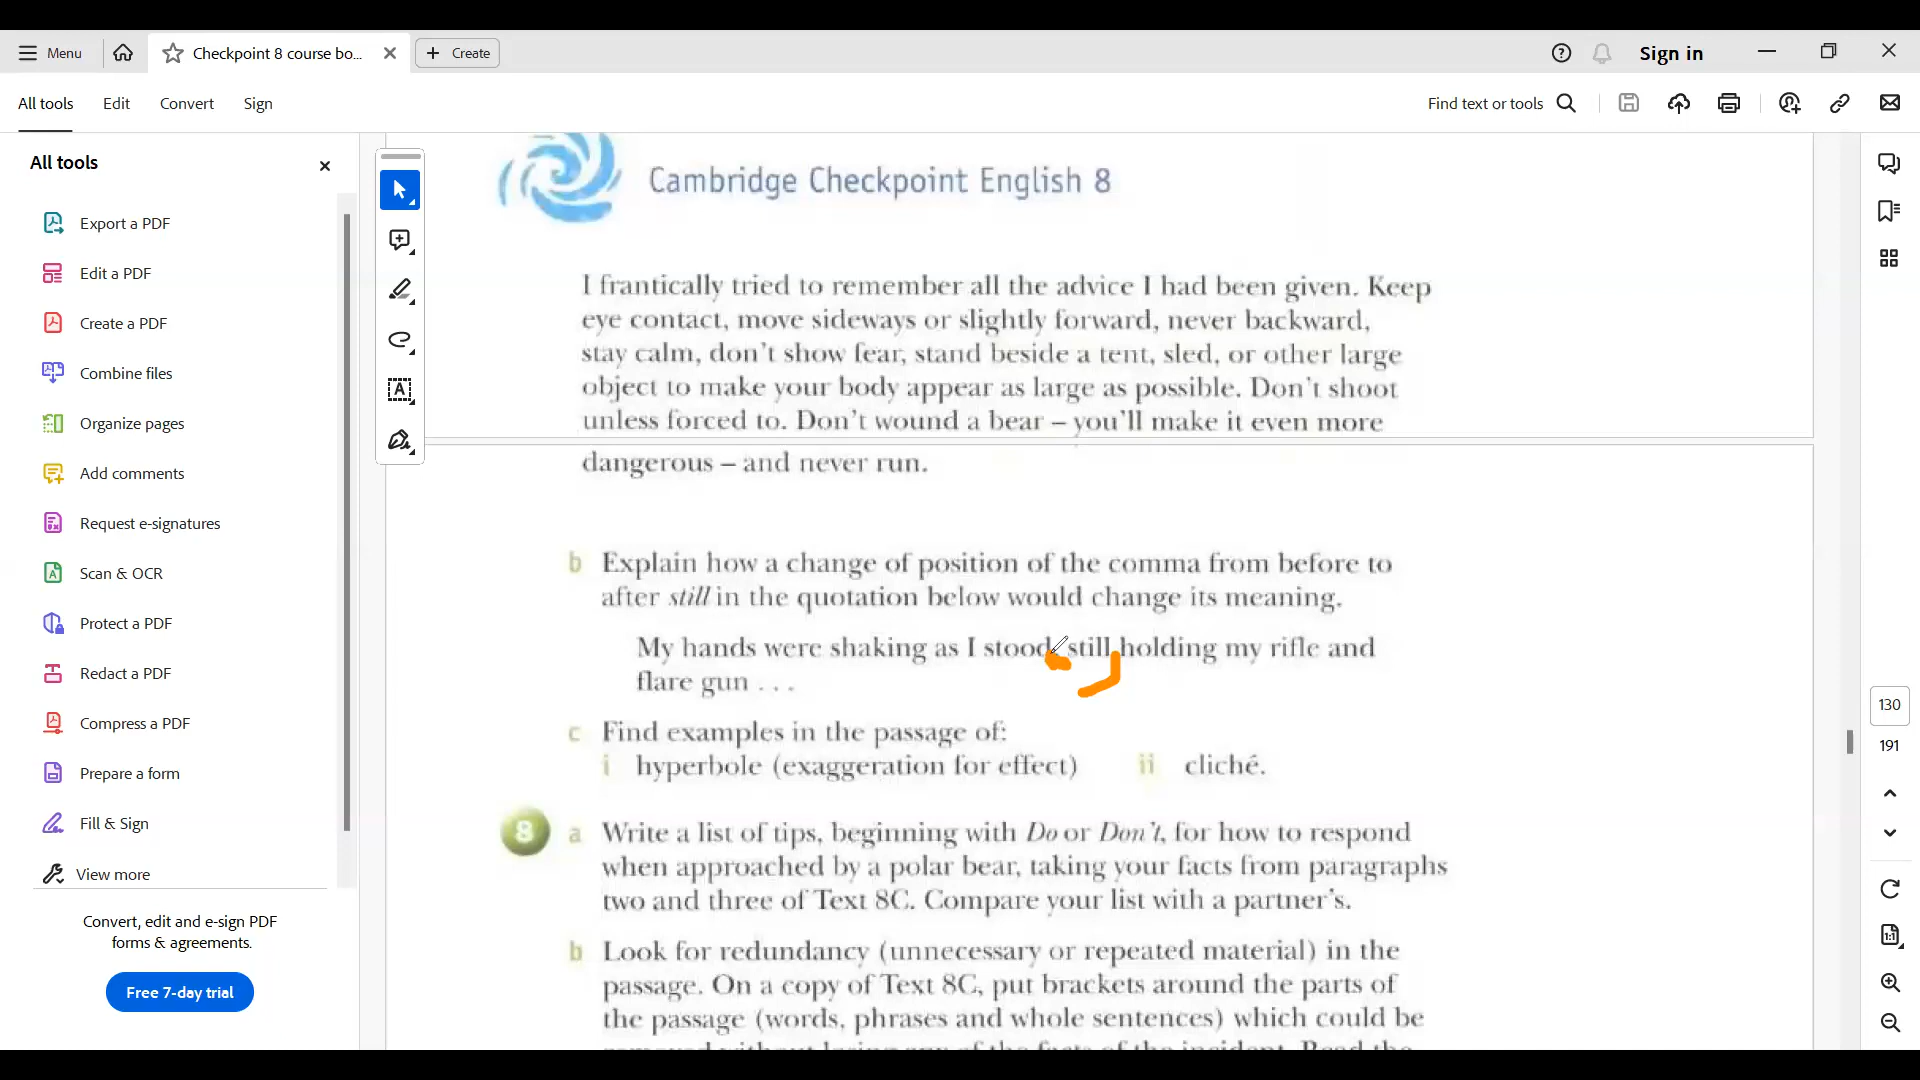 Menu
Checkpoint 8 course bo...
Create
Sign in
All tools
Edit
Convert
Sign
Find text or tools
All tools
Export a PDF
Edit a PDF
Create a PDF
Combine files
Organize pages
Add comments
Request e-signatures
Scan & OCR
Protect a PDF
Redact a PDF
Compress a PDF
Prepare a form
Fill & Sign
View more
Convert, edit and e-sign PDF
forms & agreements.
Free 7-day trial
Cambridge Checkpoint English 8
I frantically tried to remember all the advice I had been given. Keep
eye contact, move sideways or slightly forward, never backward,
stay calm, don't show fear, stand beside a tent, sled, or other large
object to make your body appear as large as possible. Don't shoot
unless forced to. Don't wound a bear – you'll make it even more
dangerous – and never run.
b Explain how a change of position of the comma from before to
after still in the quotation below would change its meaning.
My hands were shaking as I stood, still holding my rifle and
flare gun . . .
c Find examples in the passage of:
i hyperbole (exaggeration for effect) ii cliché.
8 a Write a list of tips, beginning with Do or Don't, for how to respond
when approached by a polar bear, taking your facts from paragraphs
two and three of Text 8C. Compare your list with a partner's.
b Look for redundancy (unnecessary or repeated material) in the
passage. On a copy of Text 8C, put brackets around the parts of
the passage (words, phrases and whole sentences) which could be
130
191